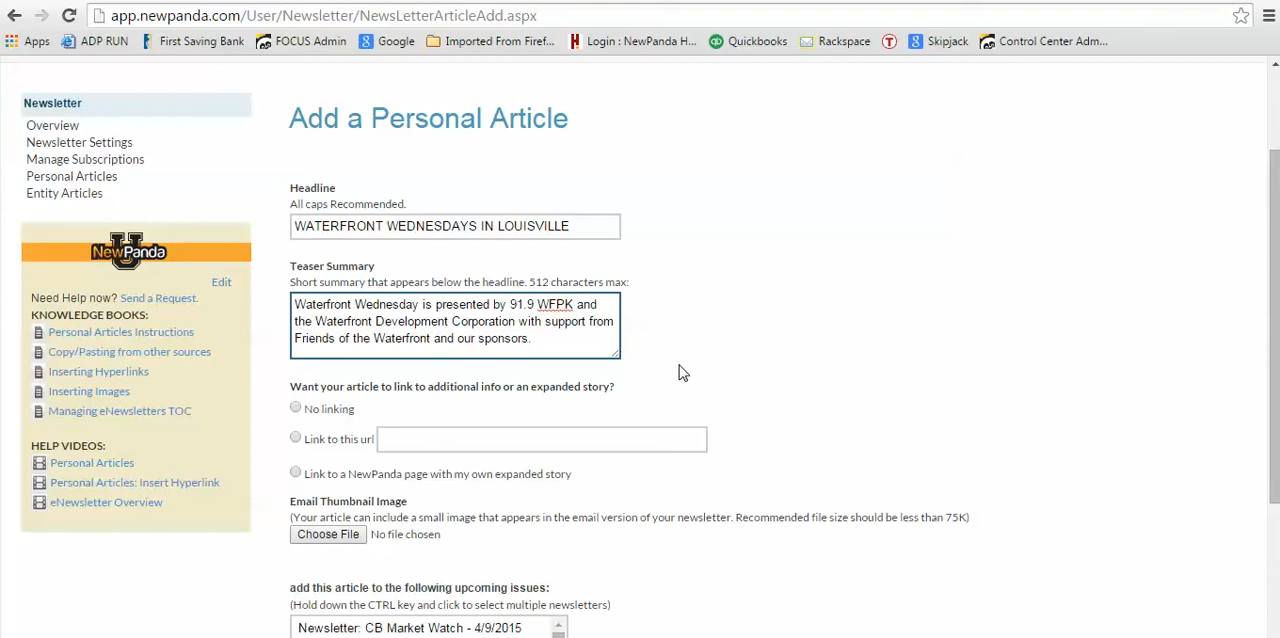 app.newpanda.com/User/Newsletter/NewsLetterArticleAdd.aspx
Apps ADP RUN First Saving Bank FOCUS Admin Google Imported From Firef... Login : NewPanda H... Quickbooks Rackspace T Skipjack Control Center Adm...
Newsletter
Overview
Newsletter Settings
Manage Subscriptions
Personal Articles
Entity Articles
U
NewPanda
Edit
Need Help now? Send a Request.
KNOWLEDGE BOOKS:
Personal Articles Instructions
Copy/Pasting from other sources
Inserting Hyperlinks
Inserting Images
Managing eNewsletters TOC
HELP VIDEOS:
Personal Articles
Personal Articles: Insert Hyperlink
eNewsletter Overview
Add a Personal Article
Headline
All caps Recommended.
WATERFRONT WEDNESDAYS IN LOUISVILLE
Teaser Summary
Short summary that appears below the headline. 512 characters max:
Waterfront Wednesday is presented by 91.9 WFPK and
the Waterfront Development Corporation with support from
Friends of the Waterfront and our sponsors.
Want your article to link to additional info or an expanded story?
No linking
Link to this url
Link to a NewPanda page with my own expanded story
Email Thumbnail Image
(Your article can include a small image that appears in the email version of your newsletter. Recommended file size should be less than 75K)
Choose File No file chosen
add this article to the following upcoming issues:
(Hold down the CTRL key and click to select multiple newsletters)
Newsletter: CB Market Watch - 4/9/2015